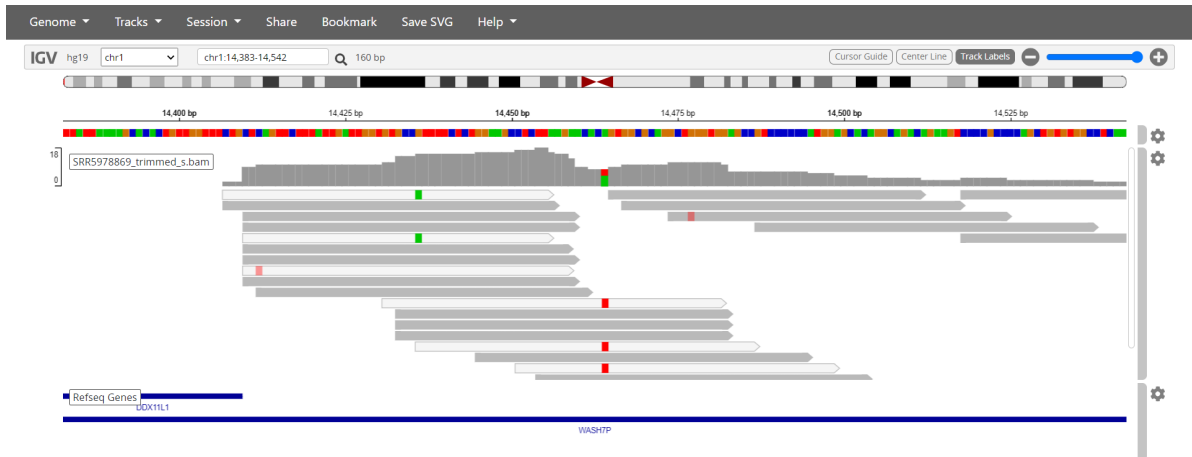 Genome Tracks Session Share Bookmark Save SVG Help
IGV hg19 chr1 chr1:14,383-14,542 160 bp Cursor Guide Center Line Track Labels
14,400 bp 14,425 bp 14,450 bp 14,475 bp 14,500 bp 14,525 bp
18
SRR5978869_trimmed_s.bam
0
Refseq Genes
DDX11L1
WASH7P